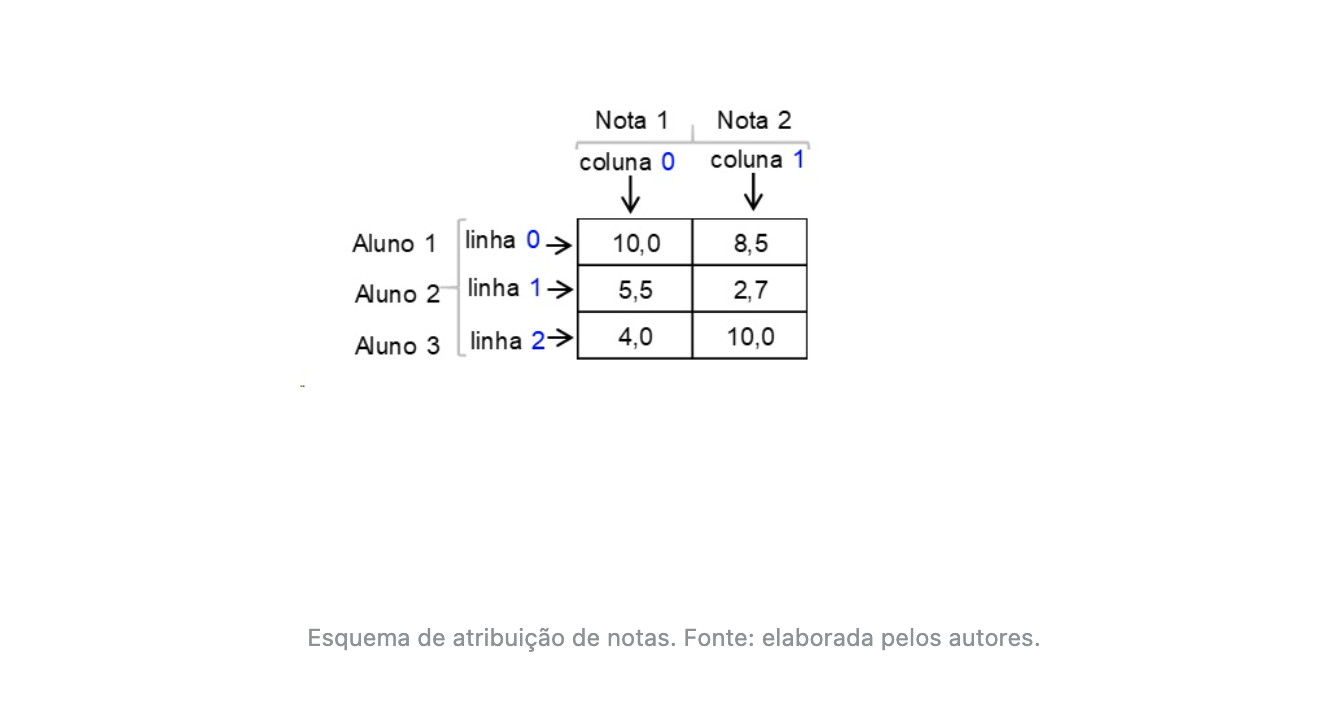 Nota 1 Nota 2
coluna 0 coluna 1
Aluno 1 linha 0 10,0 8,5
Aluno 2 linha 1 5,5 2,7
Aluno 3 linha 2 4,0 10,0
Esquema de atribuição de notas. Fonte: elaborada pelos autores.